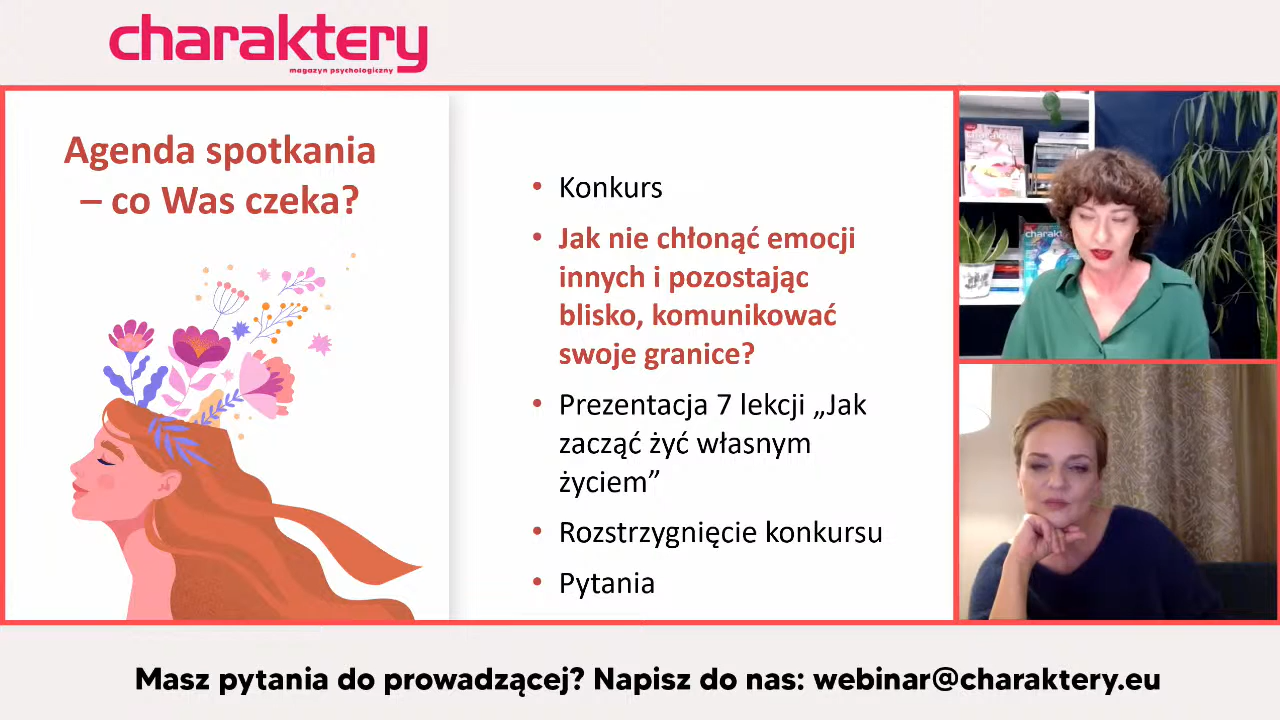 charaktery
magazyn psychologiczny
Agenda spotkania
– co Was czeka?
• Konkurs
• Jak nie chłonąć emocji
innych i pozostając
blisko, komunikować
swoje granice?
• Prezentacja 7 lekcji „Jak
zacząć żyć własnym
życiem”
• Rozstrzygnięcie konkursu
• Pytania
charakt
Masz pytania do prowadzącej? Napisz do nas: webinar@charaktery.eu